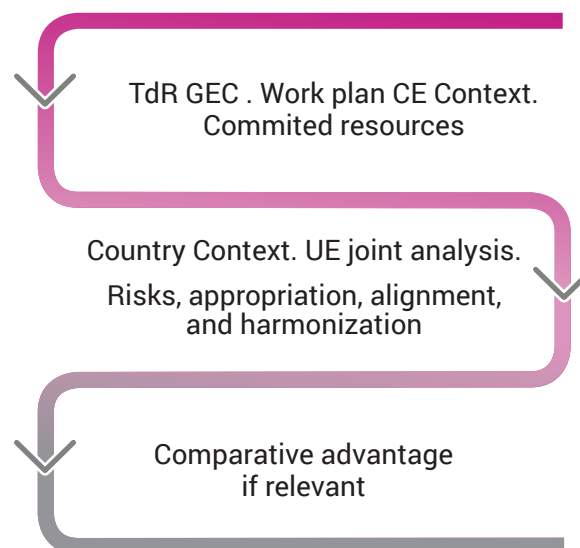 TdR GEC . Work plan CE Context.
Commited resources
Country Context. UE joint analysis.
Risks, appropriation, alignment,
and harmonization
Comparative advantage
if relevant